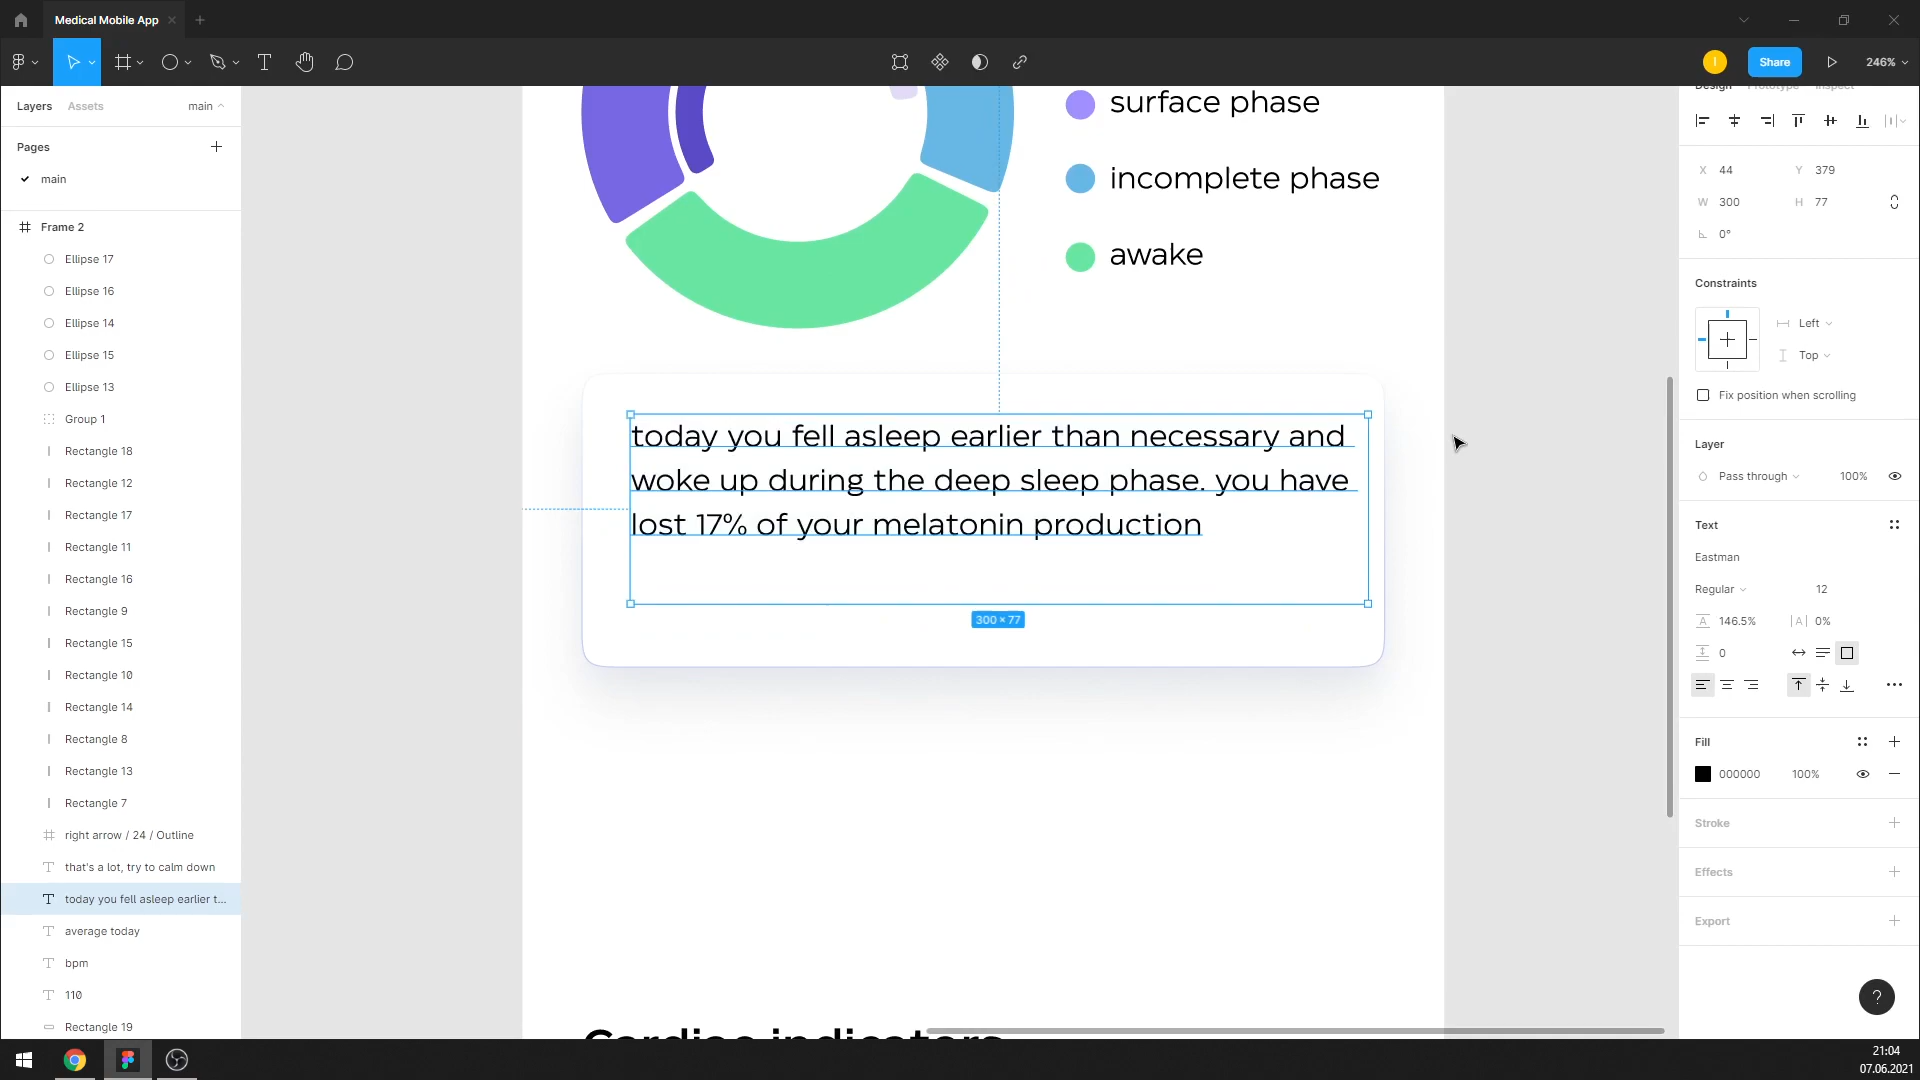 Medical Mobile App
Share
246%
Layers
Assets
main
Pages
main
Frame 2
Ellipse 17
Ellipse 16
Ellipse 14
Ellipse 15
Ellipse 13
Group 1
Rectangle 18
Rectangle 12
Rectangle 17
Rectangle 11
Rectangle 16
Rectangle 9
Rectangle 15
Rectangle 10
Rectangle 14
Rectangle 8
Rectangle 13
Rectangle 7
right arrow / 24 / Outline
that's a lot, try to calm down
today you fell asleep earlier t...
average today
bpm
110
Rectangle 19
surface phase
incomplete phase
awake
today you fell asleep earlier than necessary and
woke up during the deep sleep phase. you have
lost 17% of your melatonin production
300 × 77
Cardiac indicators
Design Prototype Inspect
X 44 Y 379
W 300 H 77
0°
Constraints
Left
Top
Fix position when scrolling
Layer
Pass through 100%
Text
Eastman
Regular 12
146.5% |A| 0%
0
Fill
000000 100%
Stroke
Effects
Export
?
21:04
07.06.2021